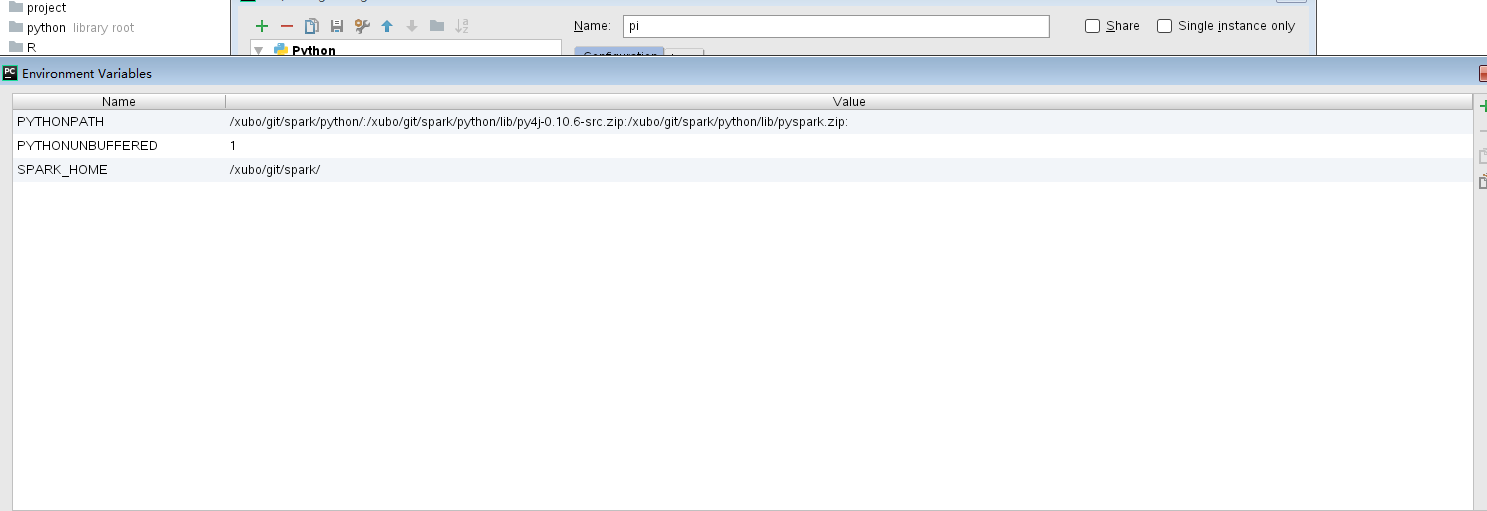 project
python library root
R
Name: pi Share Single instance only
Python
Environment Variables
Name Value
PYTHONPATH /xubo/git/spark/python/:/xubo/git/spark/python/lib/py4j-0.10.6-src.zip:/xubo/git/spark/python/lib/pyspark.zip:
PYTHONUNBUFFERED 1
SPARK_HOME /xubo/git/spark/